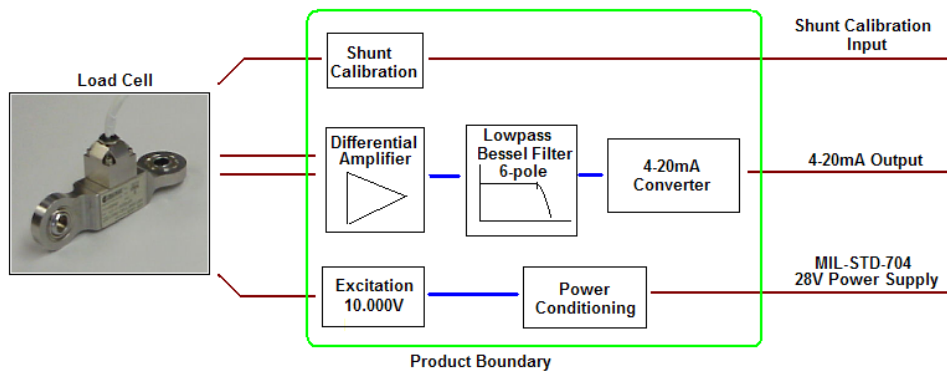 Shunt Calibration
Input
Shunt
Calibration
Load Cell
Differential
Amplifier
Lowpass
Bessel Filter
6-pole
4-20mA
Converter
4-20mA Output
Excitation
10.000V
Power
Conditioning
MIL-STD-704
28V Power Supply
Product Boundary